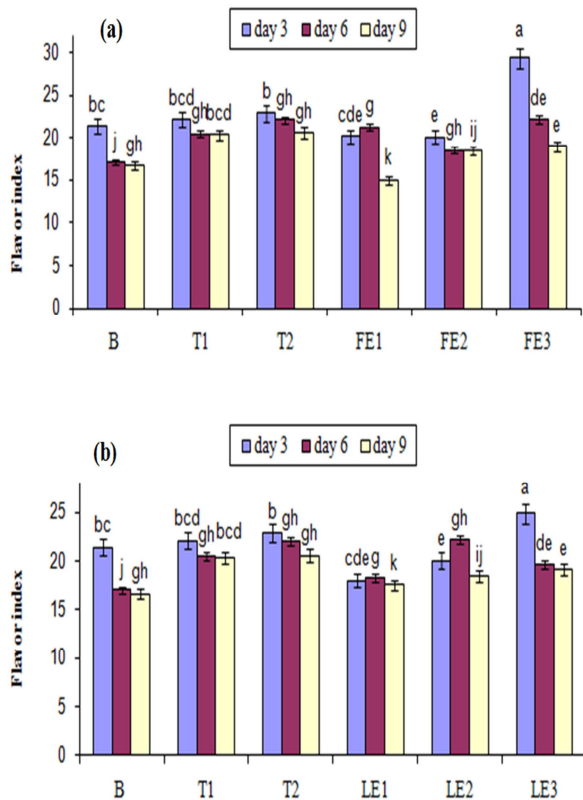 (a)
day 3 day 6 day 9
Flavor index
30
25
20
15
10
5
0
bc j gh
bcd gh bcd
b gh gh
cde g k
e gh ij
a de e
B T1 T2 FE1 FE2 FE3
(b)
day 3 day 6 day 9
Flavor index
25
20
15
10
5
0
bc j gh
bcd gh bcd
b gh gh
cde g k
e gh ij
a de e
B T1 T2 LE1 LE2 LE3